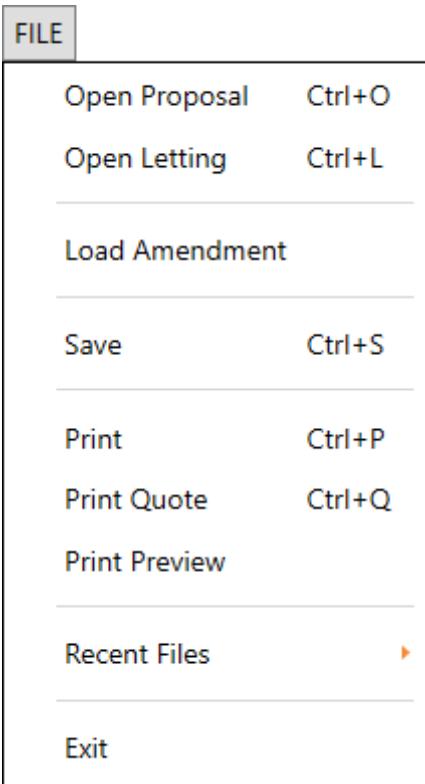 FILE
Open Proposal Ctrl+O
Open Letting Ctrl+L
Load Amendment
Save Ctrl+S
Print Ctrl+P
Print Quote Ctrl+Q
Print Preview
Recent Files
Exit